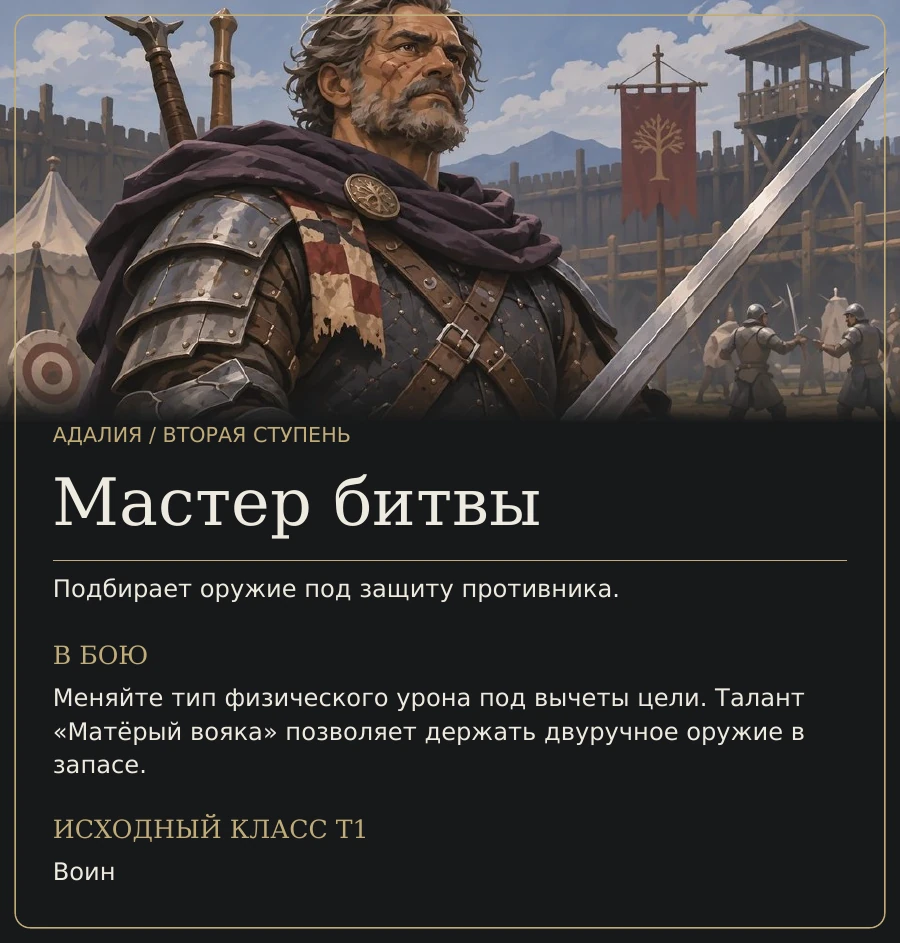 АДАЛИЯ / ВТОРАЯ СТУПЕНЬ
Мастер битвы
Подбирает оружие под защиту противника.
В БОЮ
Меняйте тип физического урона под вычеты цели. Талант
«Матёрый вояка» позволяет держать двуручное оружие в
запасе.
ИСХОДНЫЙ КЛАСС Т1
Воин